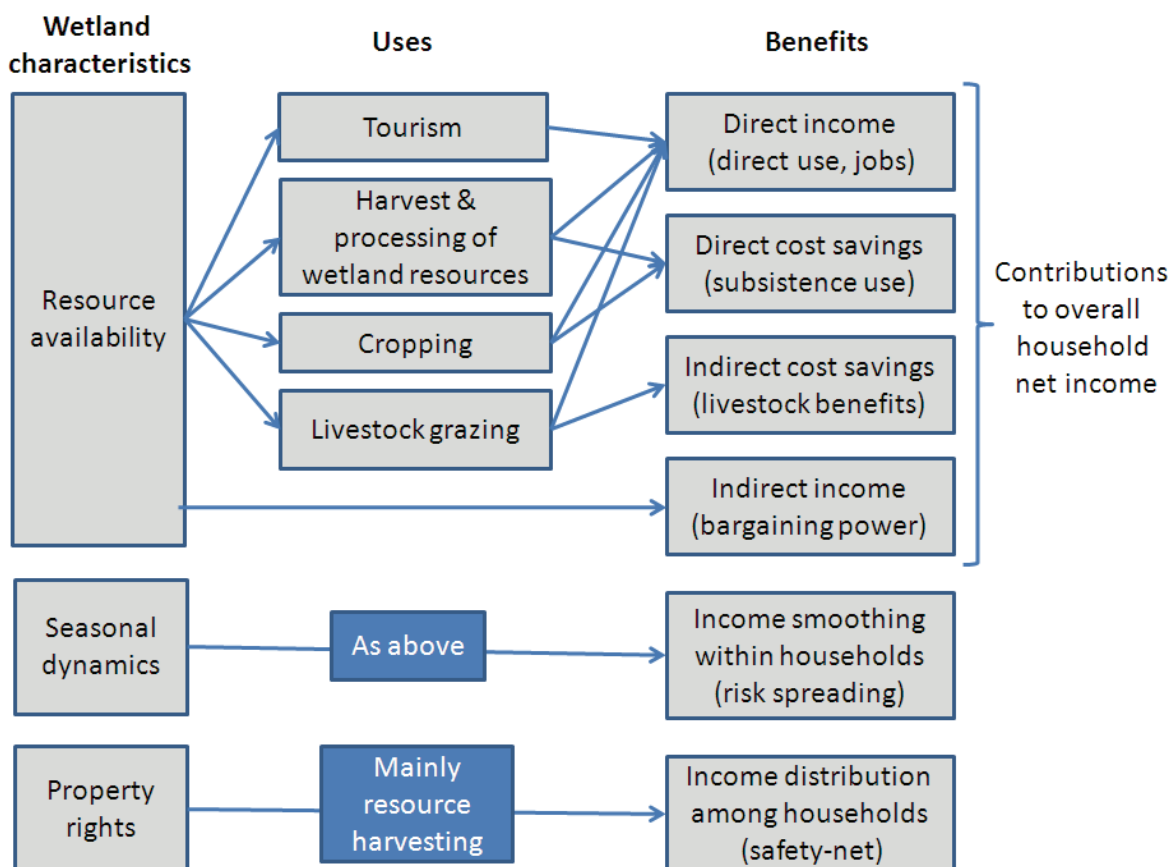 Wetland
characteristics
Uses
Benefits
Resource
availability
Tourism
Harvest &
processing of
wetland resources
Cropping
Livestock grazing
Direct income
(direct use, jobs)
Direct cost savings
(subsistence use)
Indirect cost savings
(livestock benefits)
Indirect income
(bargaining power)
Contributions
to overall
household
net income
Seasonal
dynamics
As above
Income smoothing
within households
(risk spreading)
Property
rights
Mainly
resource
harvesting
Income distribution
among households
(safety-net)